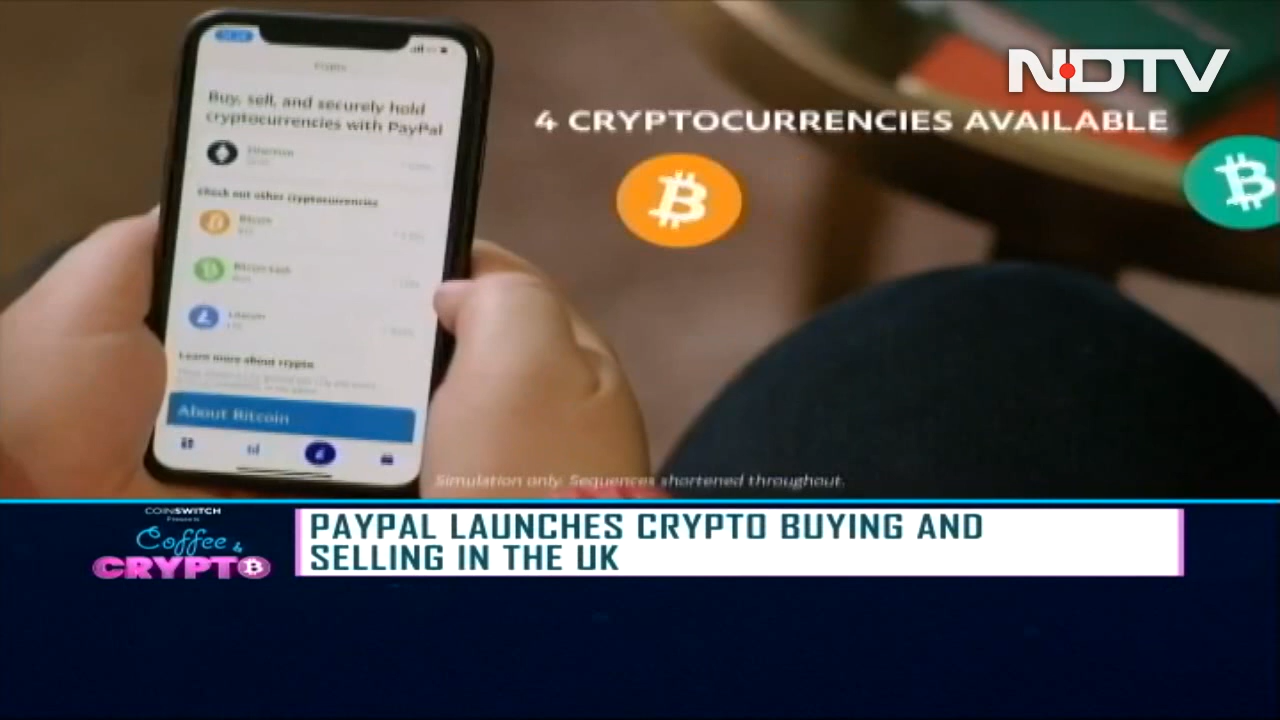 NDTV
4 CRYPTOCURRENCIES AVAILABLE
Crypto
Buy, sell, and securely hold
cryptocurrencies with PayPal
Ethereum
Check out other cryptocurrencies
Bitcoin
Bitcoin Cash
Litecoin
Learn more about crypto
About Bitcoin
Simulation only. Sequences shortened throughout.
COINSWITCH
Presents
Coffee &
CRYPTO
PAYPAL LAUNCHES CRYPTO BUYING AND
SELLING IN THE UK